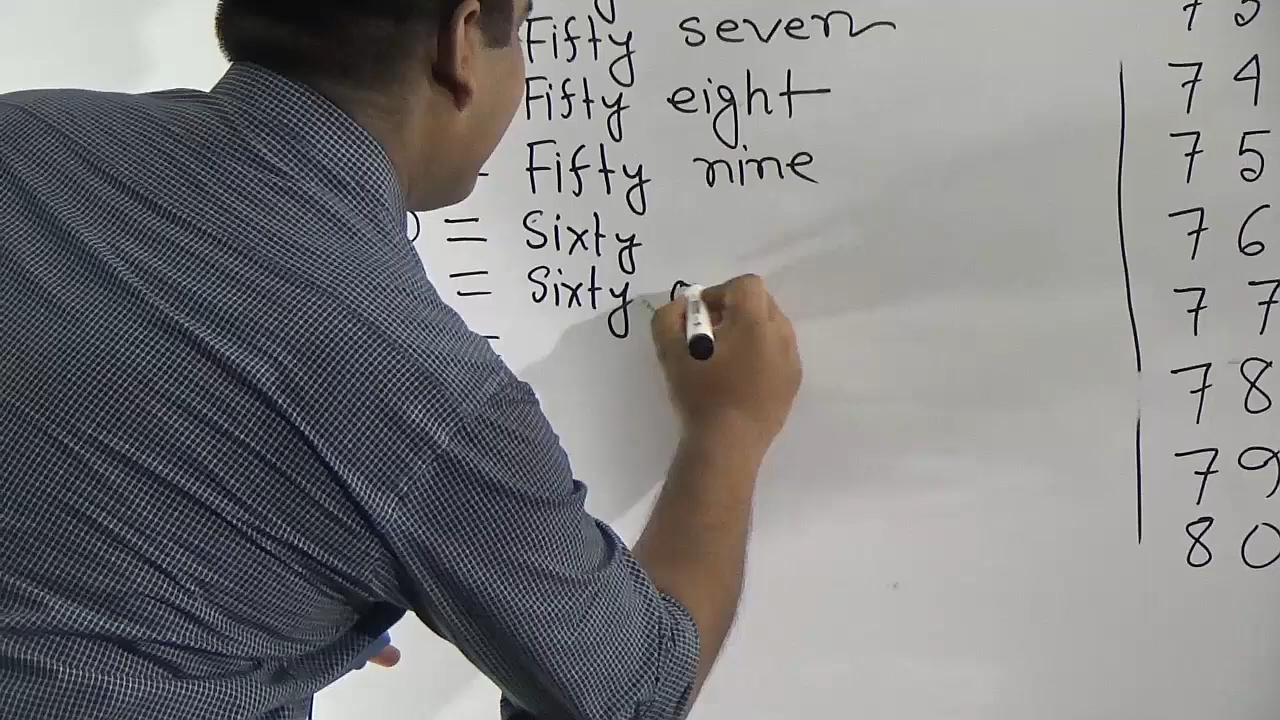 Fifty seven
Fifty eight
Fifty nine
= Sixty
= Sixty
73
74
75
76
77
78
79
80